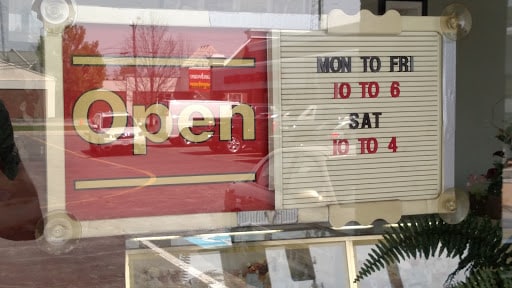 Open
MON TO FRI
10 TO 6
SAT
10 TO 4